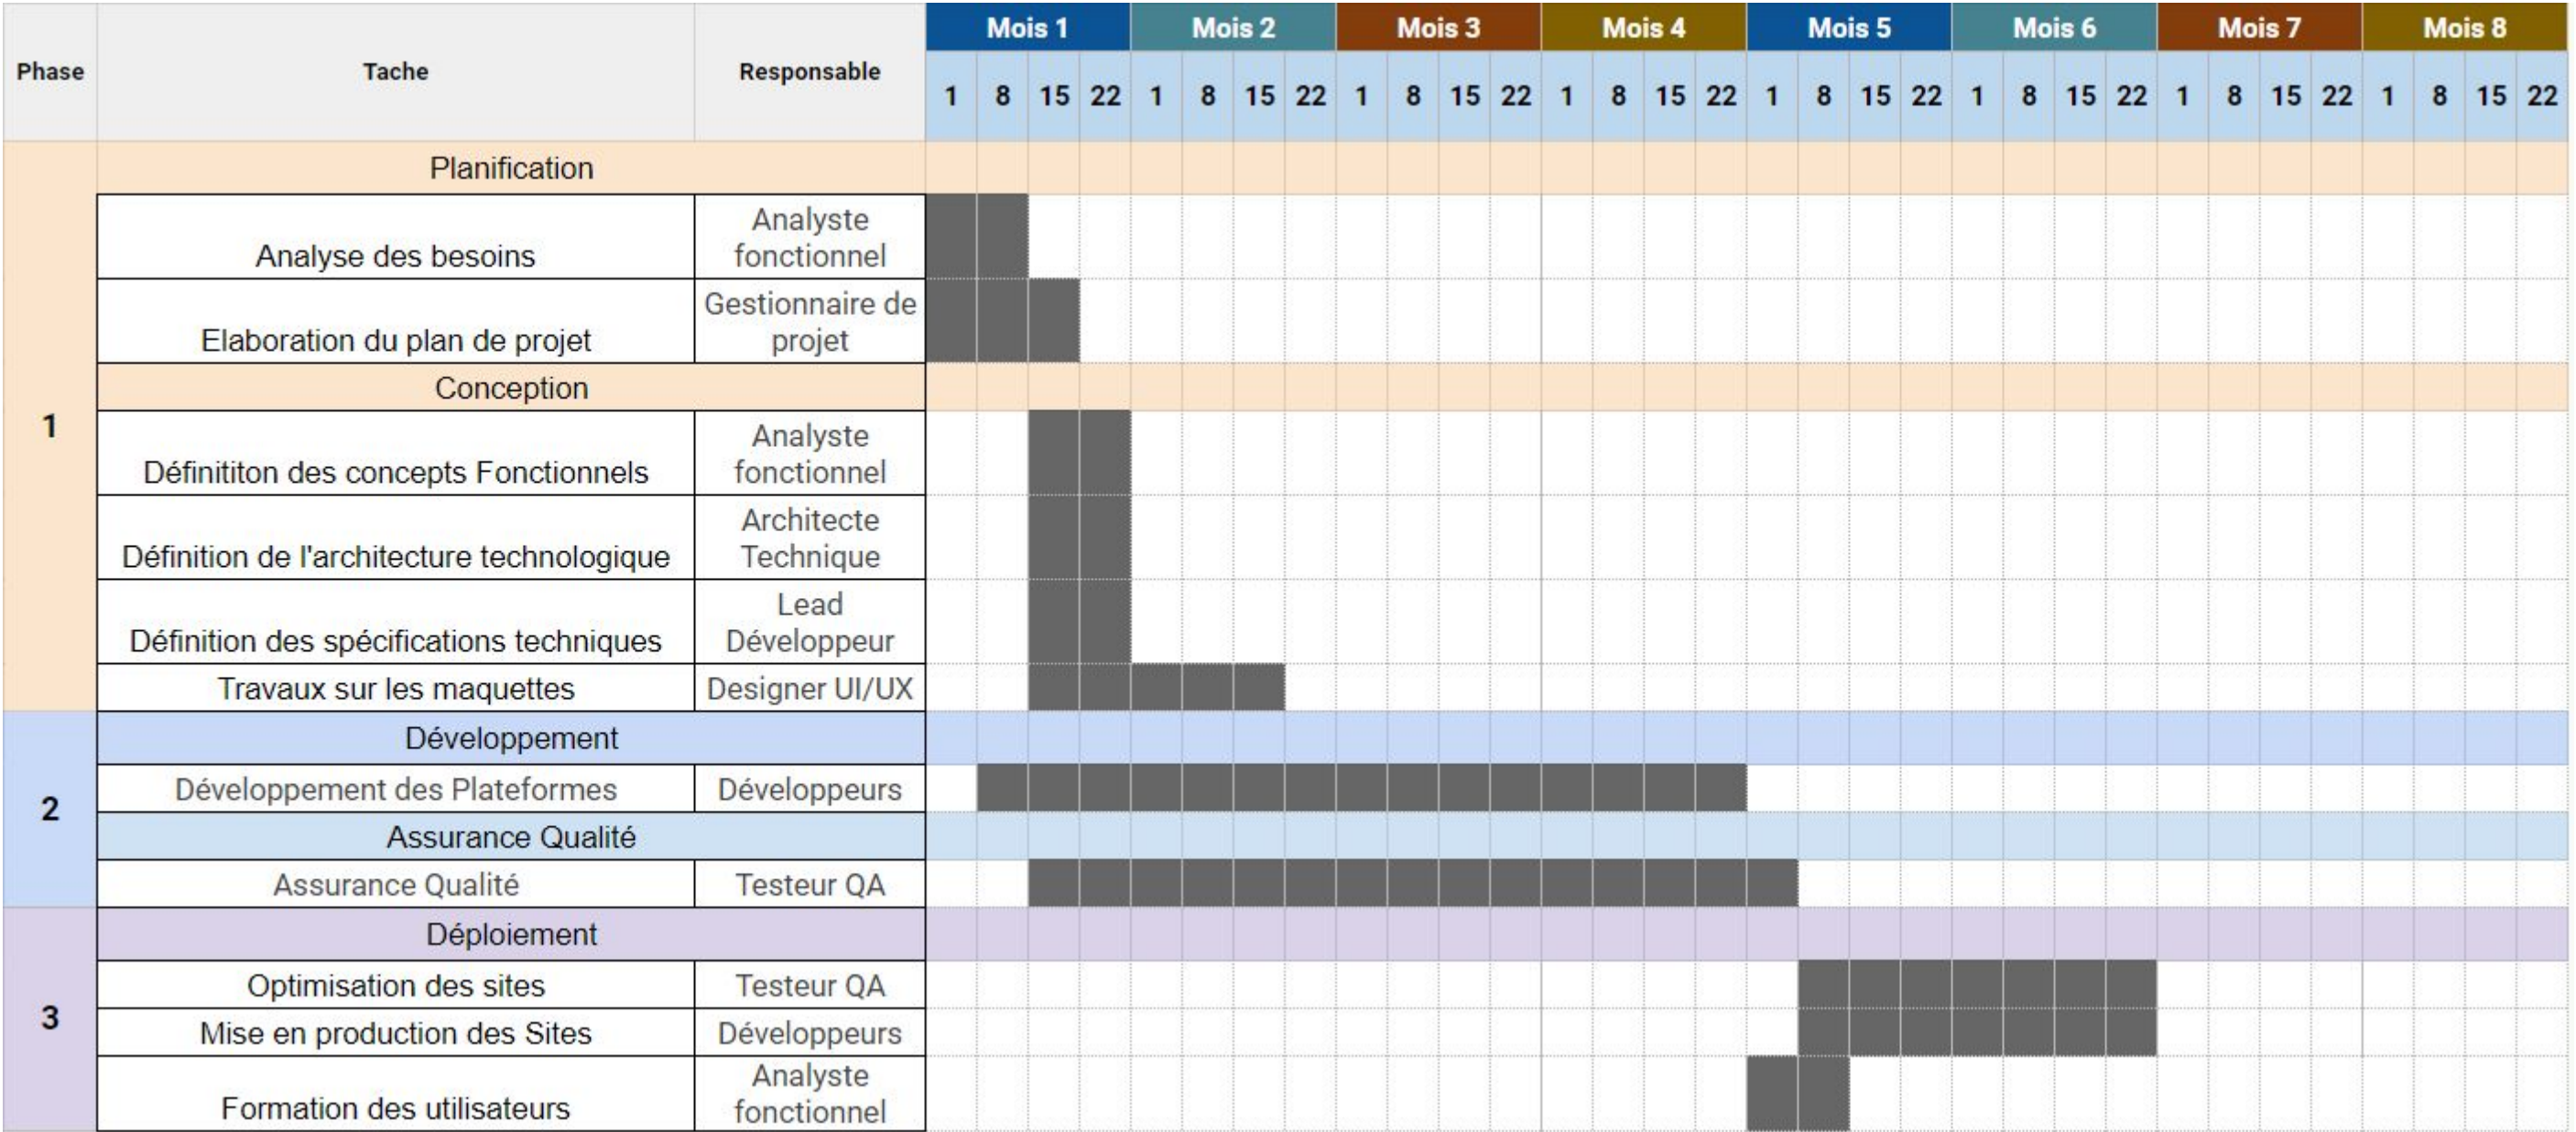 Phase Tache Responsable Mois 1 Mois 2 Mois 3 Mois 4 Mois 5 Mois 6 Mois 7 Mois 8
1 8 15 22 1 8 15 22 1 8 15 22 1 8 15 22 1 8 15 22 1 8 15 22 1 8 15 22 1 8 15 22
1
Planification
Analyse des besoins
Analyste
fonctionnel
Elaboration du plan de projet
Gestionnaire de
projet
Conception
Définititon des concepts Fonctionnels
Analyste
fonctionnel
Définition de l'architecture technologique
Architecte
Technique
Définition des spécifications techniques
Lead
Développeur
Travaux sur les maquettes
Designer UI/UX
2
Développement
Développement des Plateformes
Développeurs
Assurance Qualité
Assurance Qualité
Testeur QA
3
Déploiement
Optimisation des sites
Testeur QA
Mise en production des Sites
Développeurs
Formation des utilisateurs
Analyste
fonctionnel